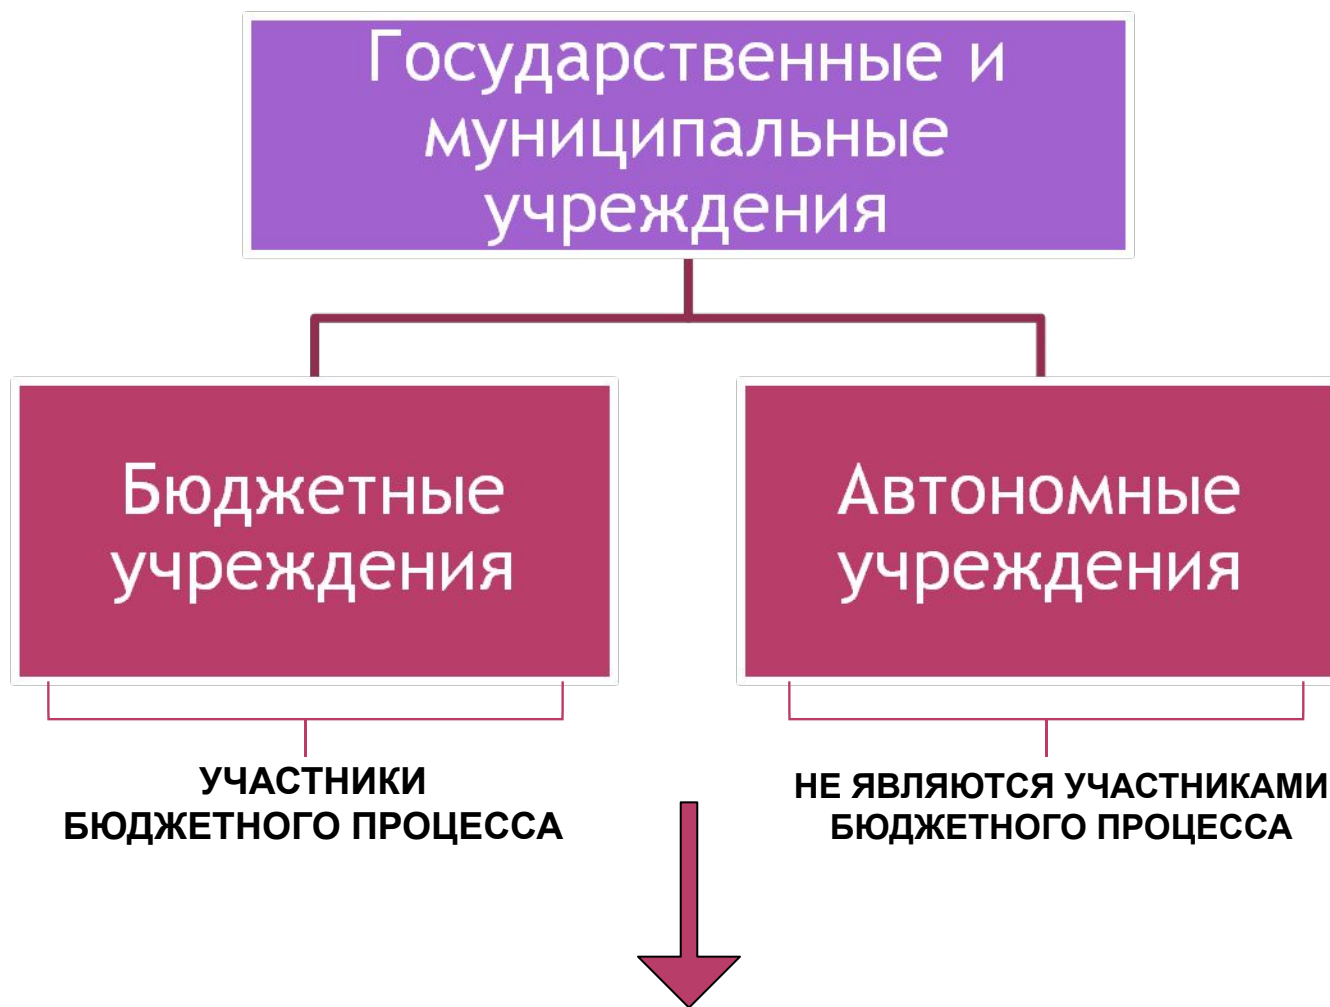 Государственные и
муниципальные
учреждения
Бюджетные
учреждения
Автономные
учреждения
УЧАСТНИКИ
БЮДЖЕТНОГО ПРОЦЕССА
НЕ ЯВЛЯЮТСЯ УЧАСТНИКАМИ
БЮДЖЕТНОГО ПРОЦЕССА